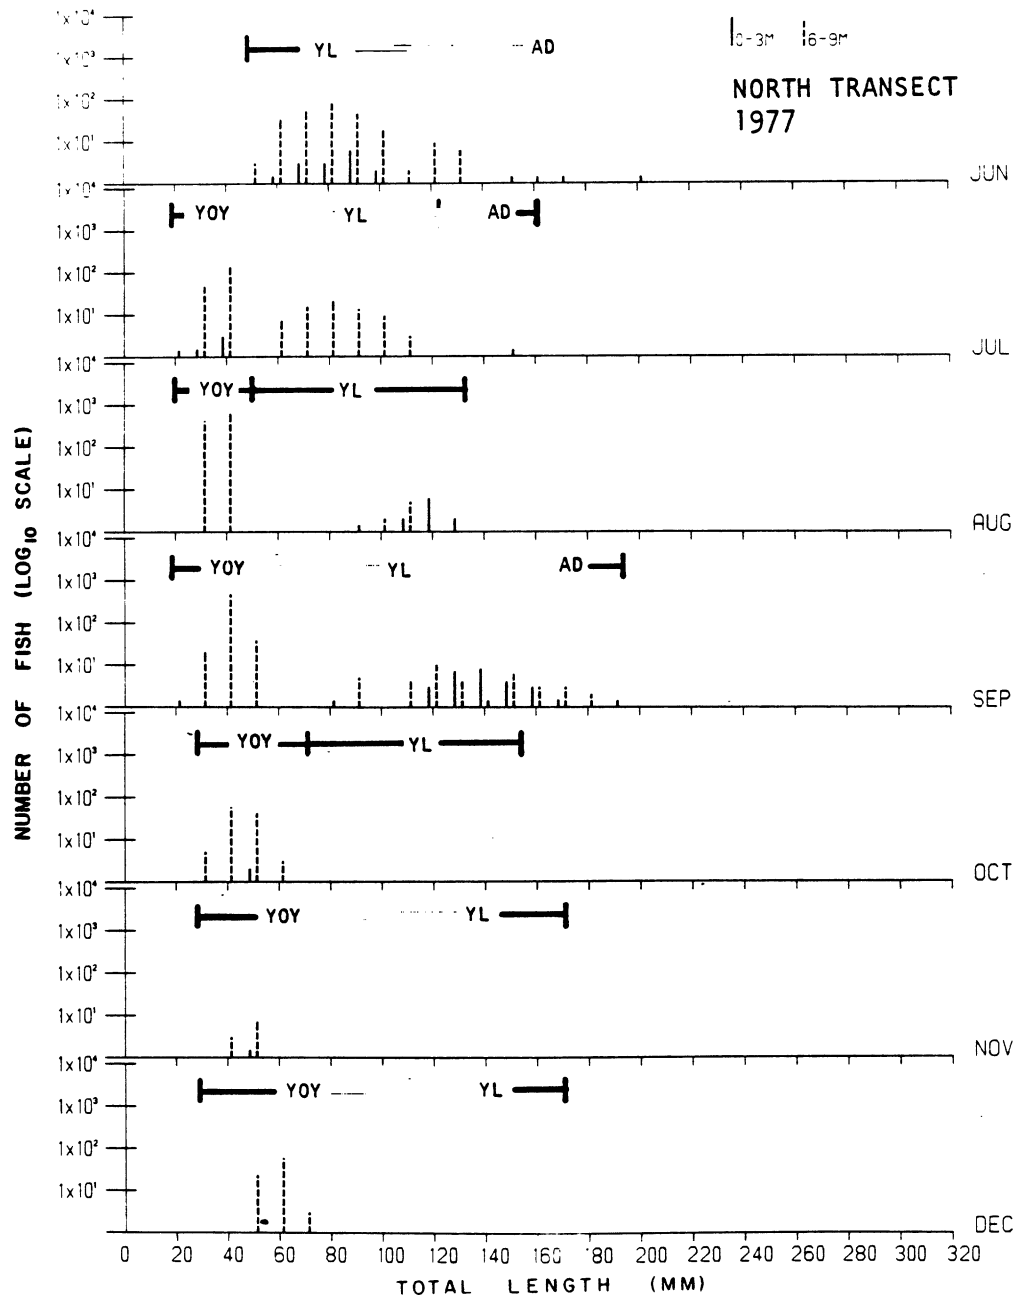 1x10⁴
YL AD
0-3M 6-9M
1x10³
NORTH TRANSECT
1977
1x10²
1x10¹
JUN
1x10⁴
YOY YL AD
1x10³
1x10²
1x10¹
JUL
1x10⁴
YOY YL
1x10³
1x10²
1x10¹
AUG
1x10⁴
YOY YL AD
1x10³
1x10²
1x10¹
SEP
1x10⁴
YOY YL
1x10³
1x10²
1x10¹
OCT
1x10⁴
YOY YL
1x10³
1x10²
1x10¹
NOV
1x10⁴
YOY YL
1x10³
1x10²
1x10¹
DEC
0 20 40 60 80 100 120 140 160 180 200 220 240 260 280 300 320
TOTAL LENGTH (MM)
NUMBER OF FISH (LOG₁₀ SCALE)